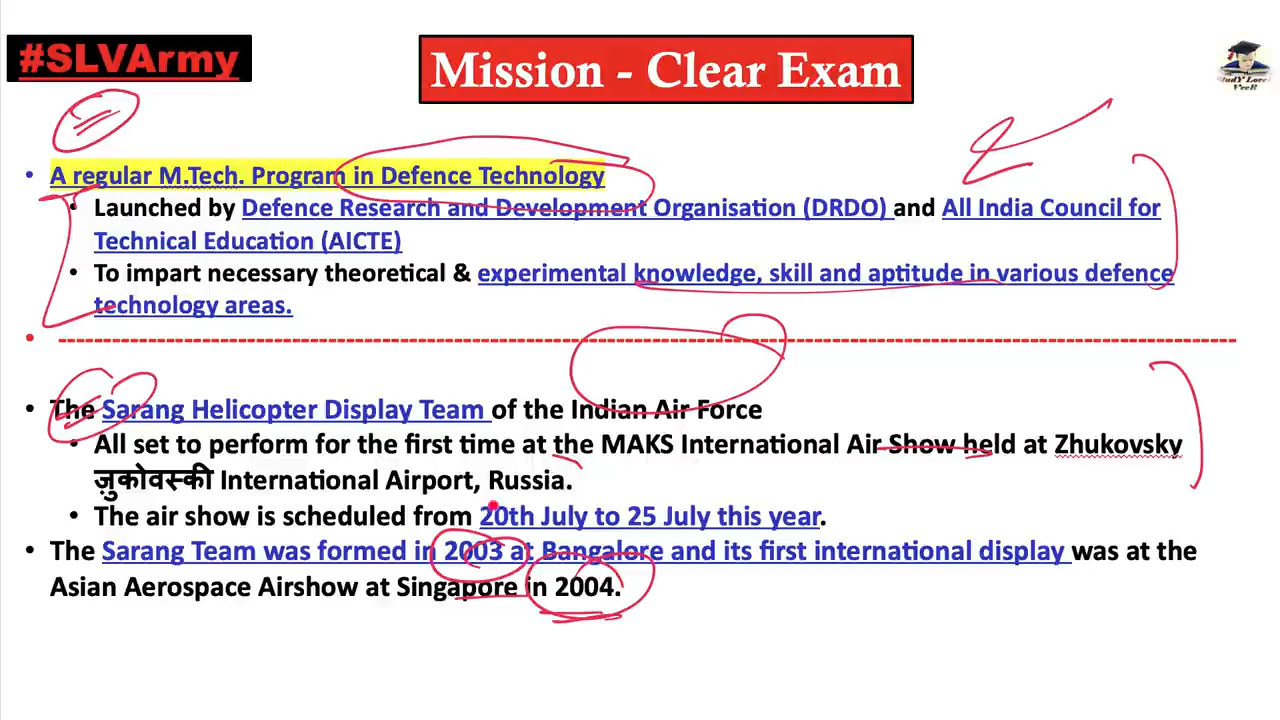 #SLVArmy
Mission - Clear Exam
StudY Lover
VeeR
• A regular M.Tech. Program in Defence Technology
• Launched by Defence Research and Development Organisation (DRDO) and All India Council for
Technical Education (AICTE)
• To impart necessary theoretical & experimental knowledge, skill and aptitude in various defence
technology areas.
• ----------------------------------------------------------------------------------------------------
• The Sarang Helicopter Display Team of the Indian Air Force
• All set to perform for the first time at the MAKS International Air Show held at Zhukovsky
ज़ुकोवस्की International Airport, Russia.
• The air show is scheduled from 20th July to 25 July this year.
• The Sarang Team was formed in 2003 at Bangalore and its first international display was at the
Asian Aerospace Airshow at Singapore in 2004.